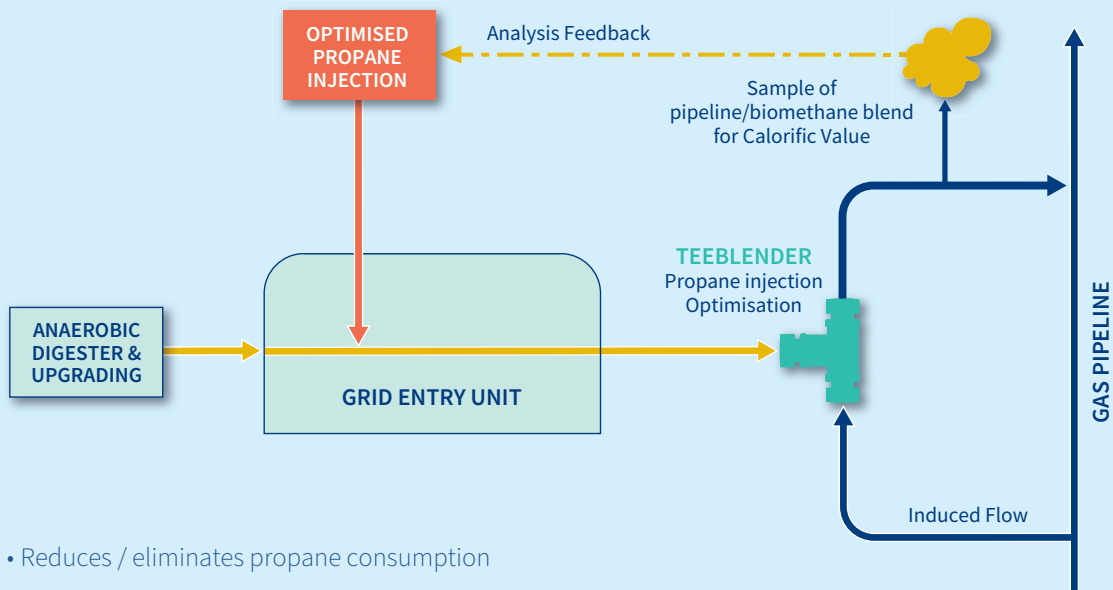 OPTIMISED
PROPANE
INJECTION
Analysis Feedback
Sample of
pipeline/biomethane blend
for Calorific Value
TEEBLENDER
Propane injection
Optimisation
ANAEROBIC
DIGESTER &
UPGRADING
GRID ENTRY UNIT
GAS PIPELINE
Induced Flow
• Reduces / eliminates propane consumption